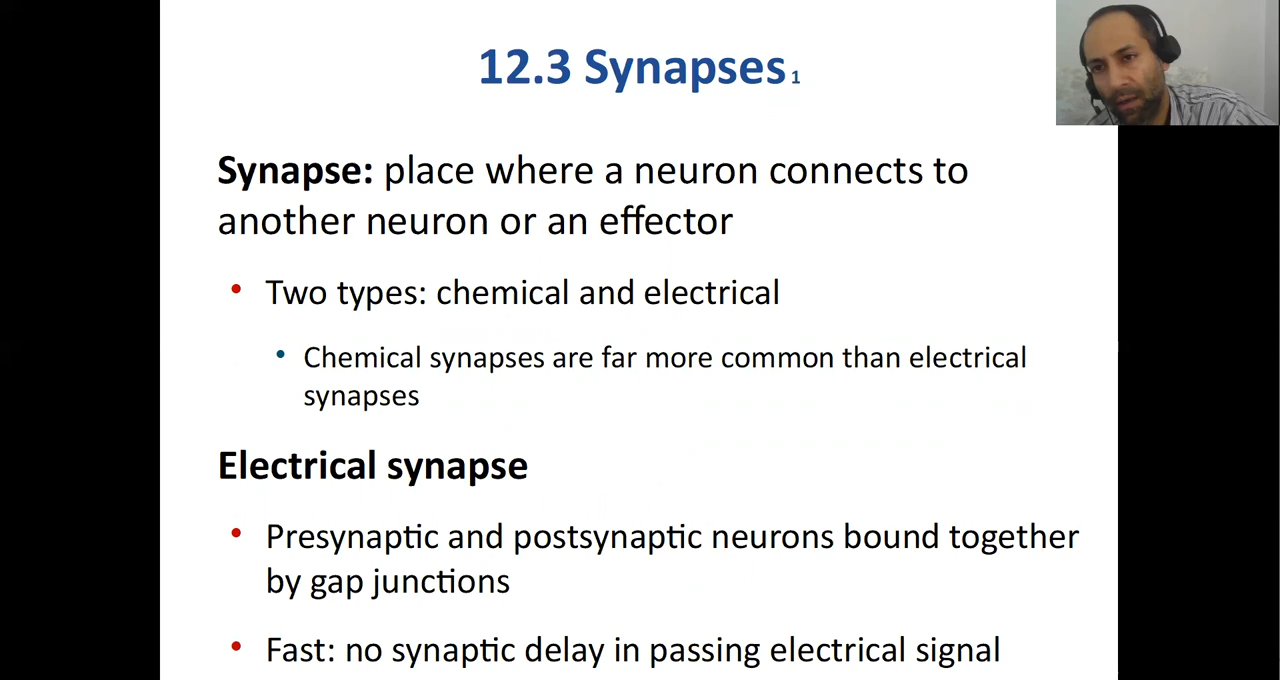 12.3 Synapses 1
Synapse: place where a neuron connects to
another neuron or an effector
• Two types: chemical and electrical
• Chemical synapses are far more common than electrical
synapses
Electrical synapse
• Presynaptic and postsynaptic neurons bound together
by gap junctions
• Fast: no synaptic delay in passing electrical signal